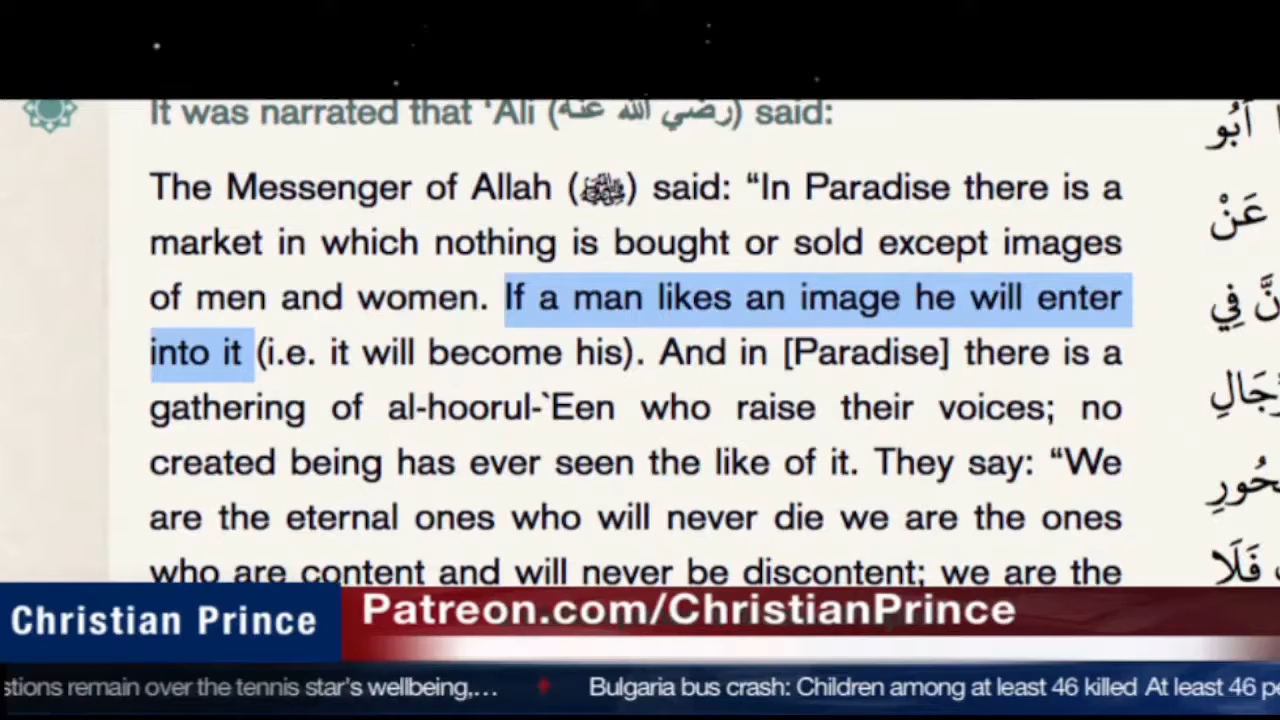 It was narrated that 'Ali (رضي الله عنه) said:
The Messenger of Allah (ﷺ) said: “In Paradise there is a
market in which nothing is bought or sold except images
of men and women. If a man likes an image he will enter
into it (i.e. it will become his). And in [Paradise] there is a
gathering of al-hoorul-`Een who raise their voices; no
created being has ever seen the like of it. They say: “We
are the eternal ones who will never die we are the ones
who are content and will never be discontent; we are the
أَبُو
عَنْ
نَّ فِي
فَلَا
Christian Prince
Patreon.com/ChristianPrince
stions remain over the tennis star's wellbeing,... Bulgaria bus crash: Children among at least 46 killed At least 46 pe